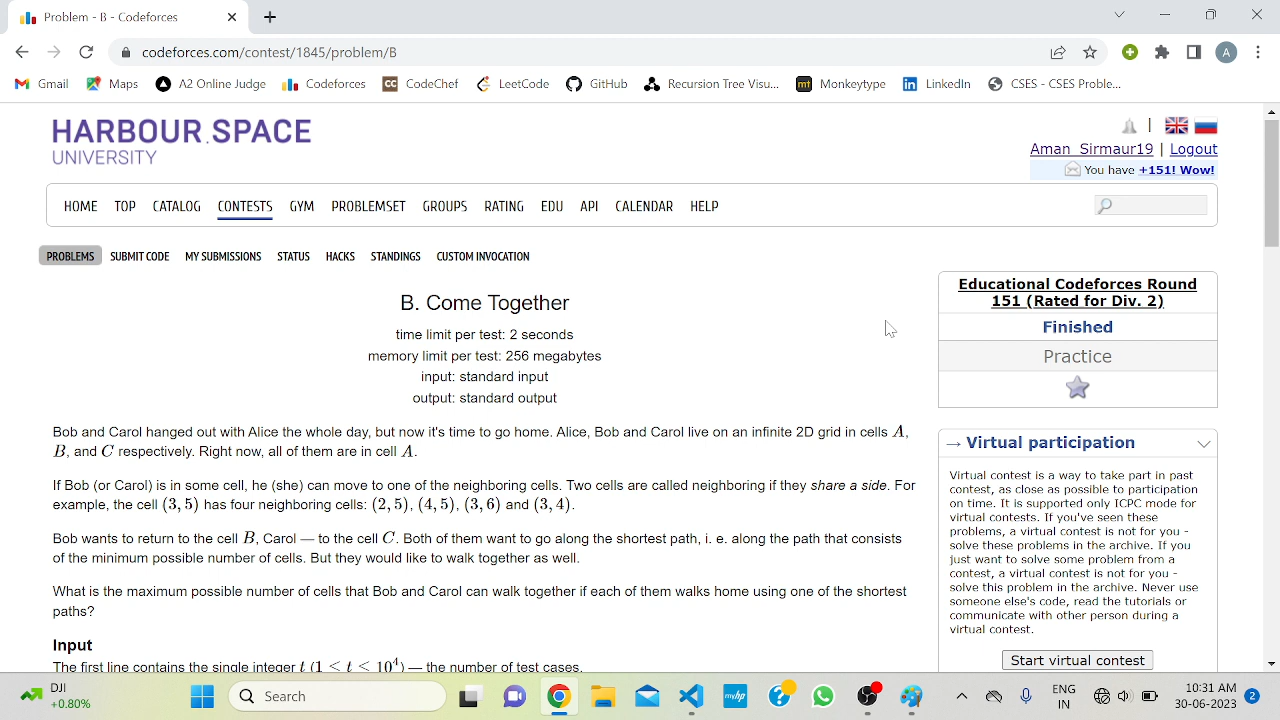 Problem - B - Codeforces
codeforces.com/contest/1845/problem/B
A
Gmail Maps A2 Online Judge Codeforces CC CodeChef LeetCode GitHub Recursion Tree Visu... mt Monkeytype in LinkedIn CSES - CSES Proble...
HARBOUR.SPACE
UNIVERSITY
Aman_Sirmaur19 | Logout
You have +151! Wow!
HOME TOP CATALOG CONTESTS GYM PROBLEMSET GROUPS RATING EDU API CALENDAR HELP
PROBLEMS SUBMIT CODE MY SUBMISSIONS STATUS HACKS STANDINGS CUSTOM INVOCATION
B. Come Together
time limit per test: 2 seconds
memory limit per test: 256 megabytes
input: standard input
output: standard output
Bob and Carol hanged out with Alice the whole day, but now it's time to go home. Alice, Bob and Carol live on an infinite 2D grid in cells A,
B, and C respectively. Right now, all of them are in cell A.
If Bob (or Carol) is in some cell, he (she) can move to one of the neighboring cells. Two cells are called neighboring if they share a side. For
example, the cell (3, 5) has four neighboring cells: (2, 5), (4, 5), (3, 6) and (3, 4).
Bob wants to return to the cell B, Carol — to the cell C. Both of them want to go along the shortest path, i. e. along the path that consists
of the minimum possible number of cells. But they would like to walk together as well.
What is the maximum possible number of cells that Bob and Carol can walk together if each of them walks home using one of the shortest
paths?
Input
The first line contains the single integer t (1 ≤ t ≤ 10^4) — the number of test cases.
Educational Codeforces Round
151 (Rated for Div. 2)
Finished
Practice
→ Virtual participation
Virtual contest is a way to take part in past
contest, as close as possible to participation
on time. It is supported only ICPC mode for
virtual contests. If you've seen these
problems, a virtual contest is not for you -
solve these problems in the archive. If you
just want to solve some problem from a
contest, a virtual contest is not for you -
solve this problem in the archive. Never use
someone else's code, read the tutorials or
communicate with other person during a
virtual contest.
Start virtual contest
DJI
+0.80%
Search
myhp
ENG
IN
10:31 AM
30-06-2023
2